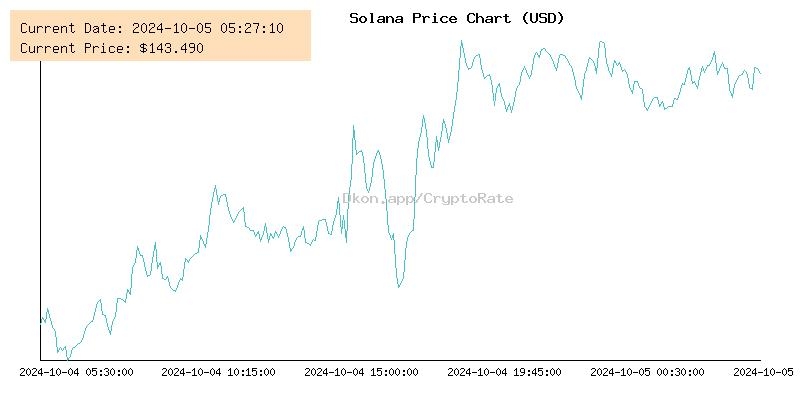 Solana Price Chart (USD)
Current Date: 2024-10-05 05:27:10
Current Price: $143.490
Dkon.app/CryptoRate
2024-10-04 05:30:00 2024-10-04 10:15:00 2024-10-04 15:00:00 2024-10-04 19:45:00 2024-10-05 00:30:00 2024-10-05